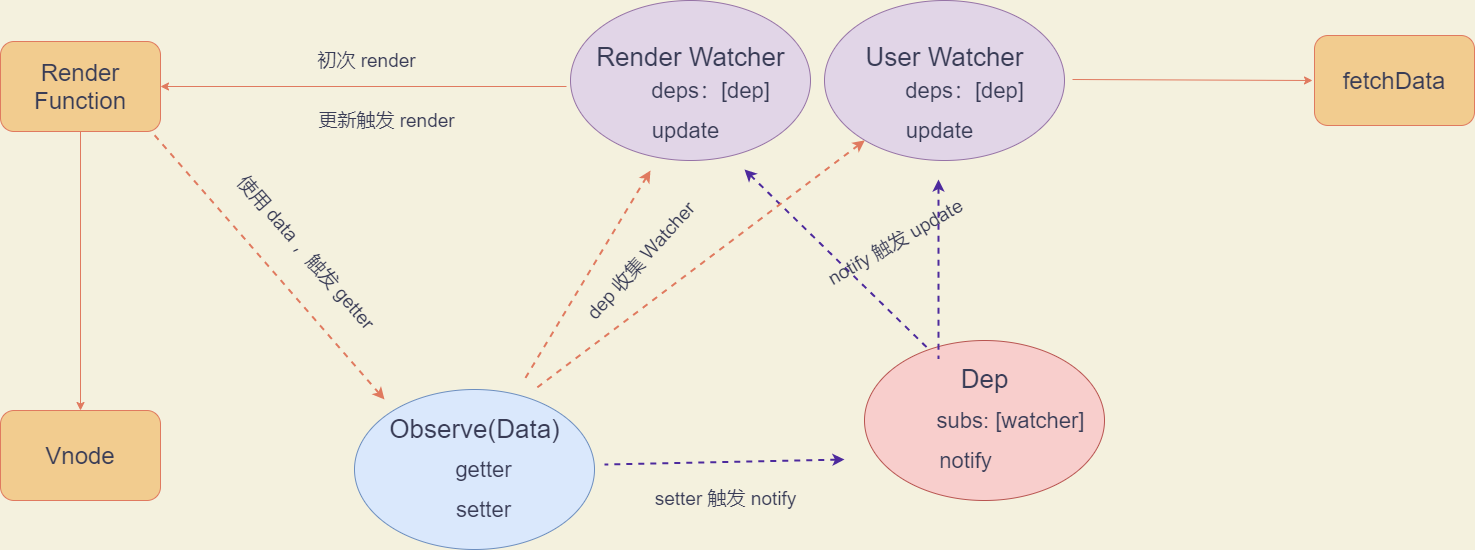 Render
Function
初次 render
更新触发 render
Render Watcher
deps：[dep]
update
User Watcher
deps：[dep]
update
fetchData
使用 data ，触发 getter
dep 收集 Watcher
notify 触发 update
Vnode
Observe(Data)
getter
setter
setter 触发 notify
Dep
subs: [watcher]
notify